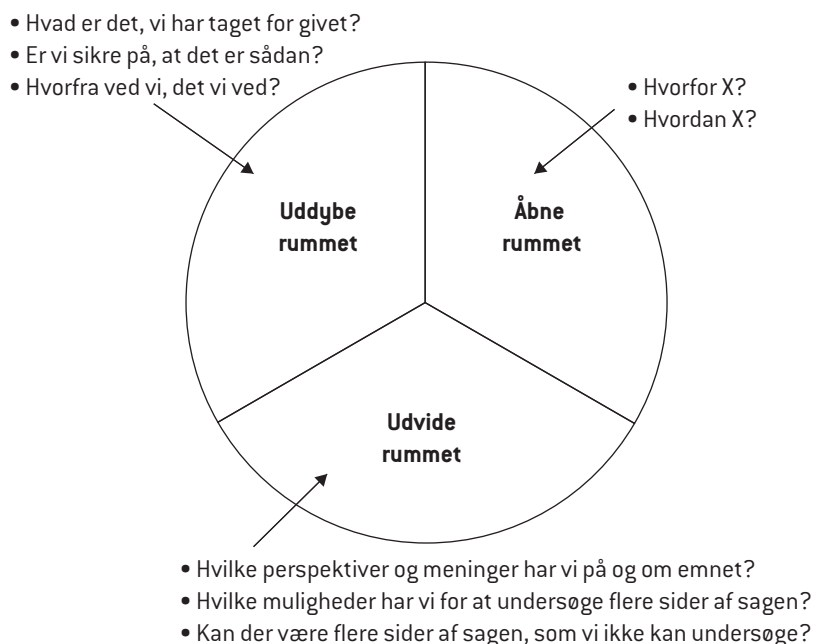 • Hvad er det, vi har taget for givet?
• Er vi sikre på, at det er sådan?
• Hvorfra ved vi, det vi ved?
• Hvorfor X?
• Hvordan X?
Uddybe
rummet
Åbne
rummet
Udvide
rummet
• Hvilke perspektiver og meninger har vi på og om emnet?
• Hvilke muligheder har vi for at undersøge flere sider af sagen?
• Kan der være flere sider af sagen, som vi ikke kan undersøge?